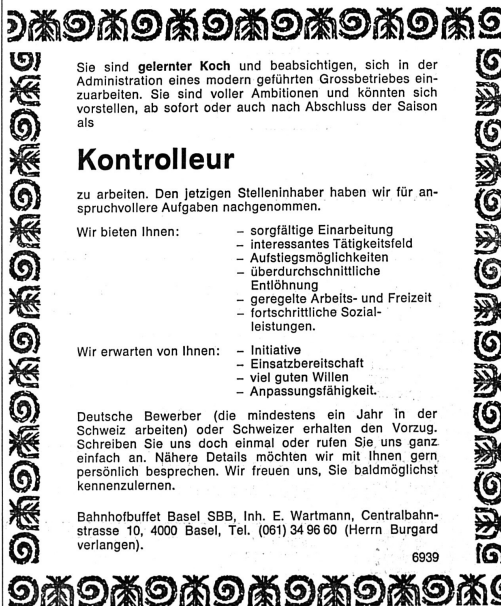 Sie sind gelernter Koch und beabsichtigen, sich in der
Administration eines modern geführten Grossbetriebes ein-
zuarbeiten. Sie sind voller Ambitionen und könnten sich
vorstellen, ab sofort oder auch nach Abschluss der Saison
als
Kontrolleur
zu arbeiten. Den jetzigen Stelleninhaber haben wir für an-
spruchvollere Aufgaben nachgenommen.
Wir bieten Ihnen: – sorgfältige Einarbeitung
– interessantes Tätigkeitsfeld
– Aufstiegsmöglichkeiten
– überdurchschnittliche
Entlöhnung
– geregelte Arbeits- und Freizeit
– fortschrittliche Sozial-
leistungen.
Wir erwarten von Ihnen: – Initiative
– Einsatzbereitschaft
– viel guten Willen
– Anpassungsfähigkeit.
Deutsche Bewerber (die mindestens ein Jahr in der
Schweiz arbeiten) oder Schweizer erhalten den Vorzug.
Schreiben Sie uns doch einmal oder rufen Sie uns ganz
einfach an. Nähere Details möchten wir mit Ihnen gern
persönlich besprechen. Wir freuen uns, Sie baldmöglichst
kennenzulernen.
Bahnhofbuffet Basel SBB, Inh. E. Wartmann, Centralbahn-
strasse 10, 4000 Basel, Tel. (061) 34 96 60 (Herrn Burgard
verlangen).
6939